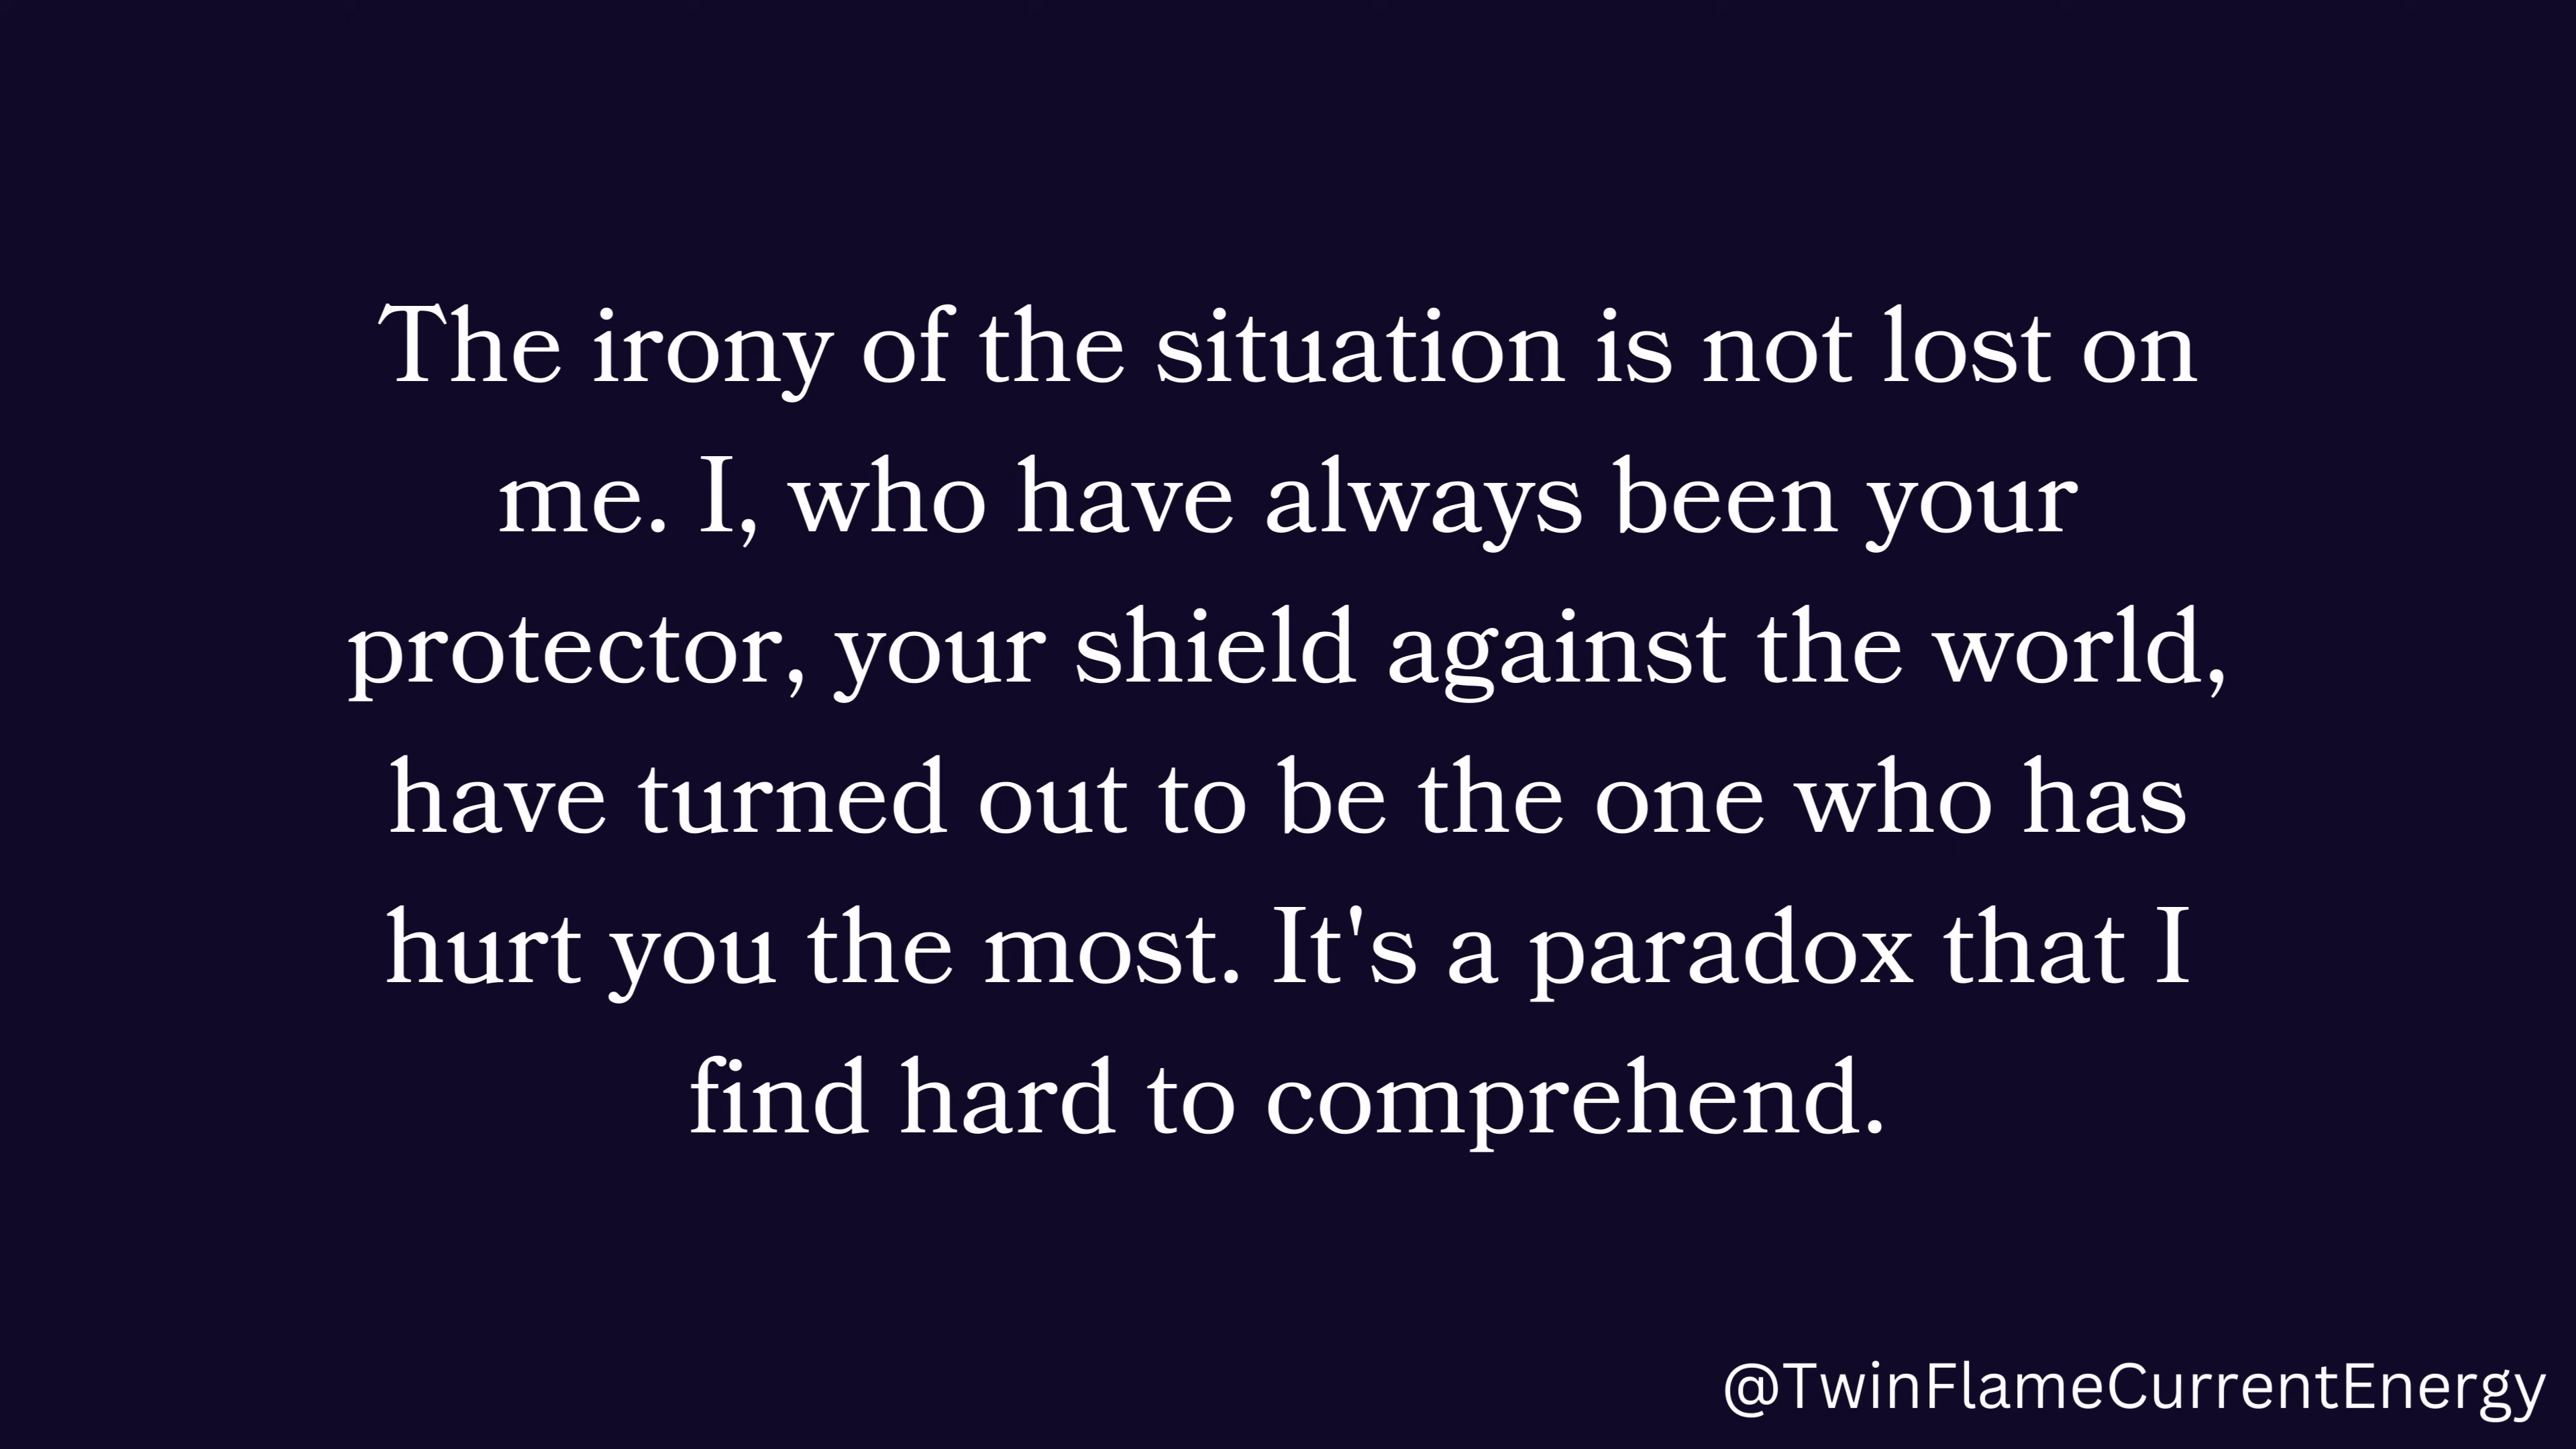 The irony of the situation is not lost on
me. I, who have always been your
protector, your shield against the world,
have turned out to be the one who has
hurt you the most. It's a paradox that I
find hard to comprehend.
@TwinFlameCurrentEnergy